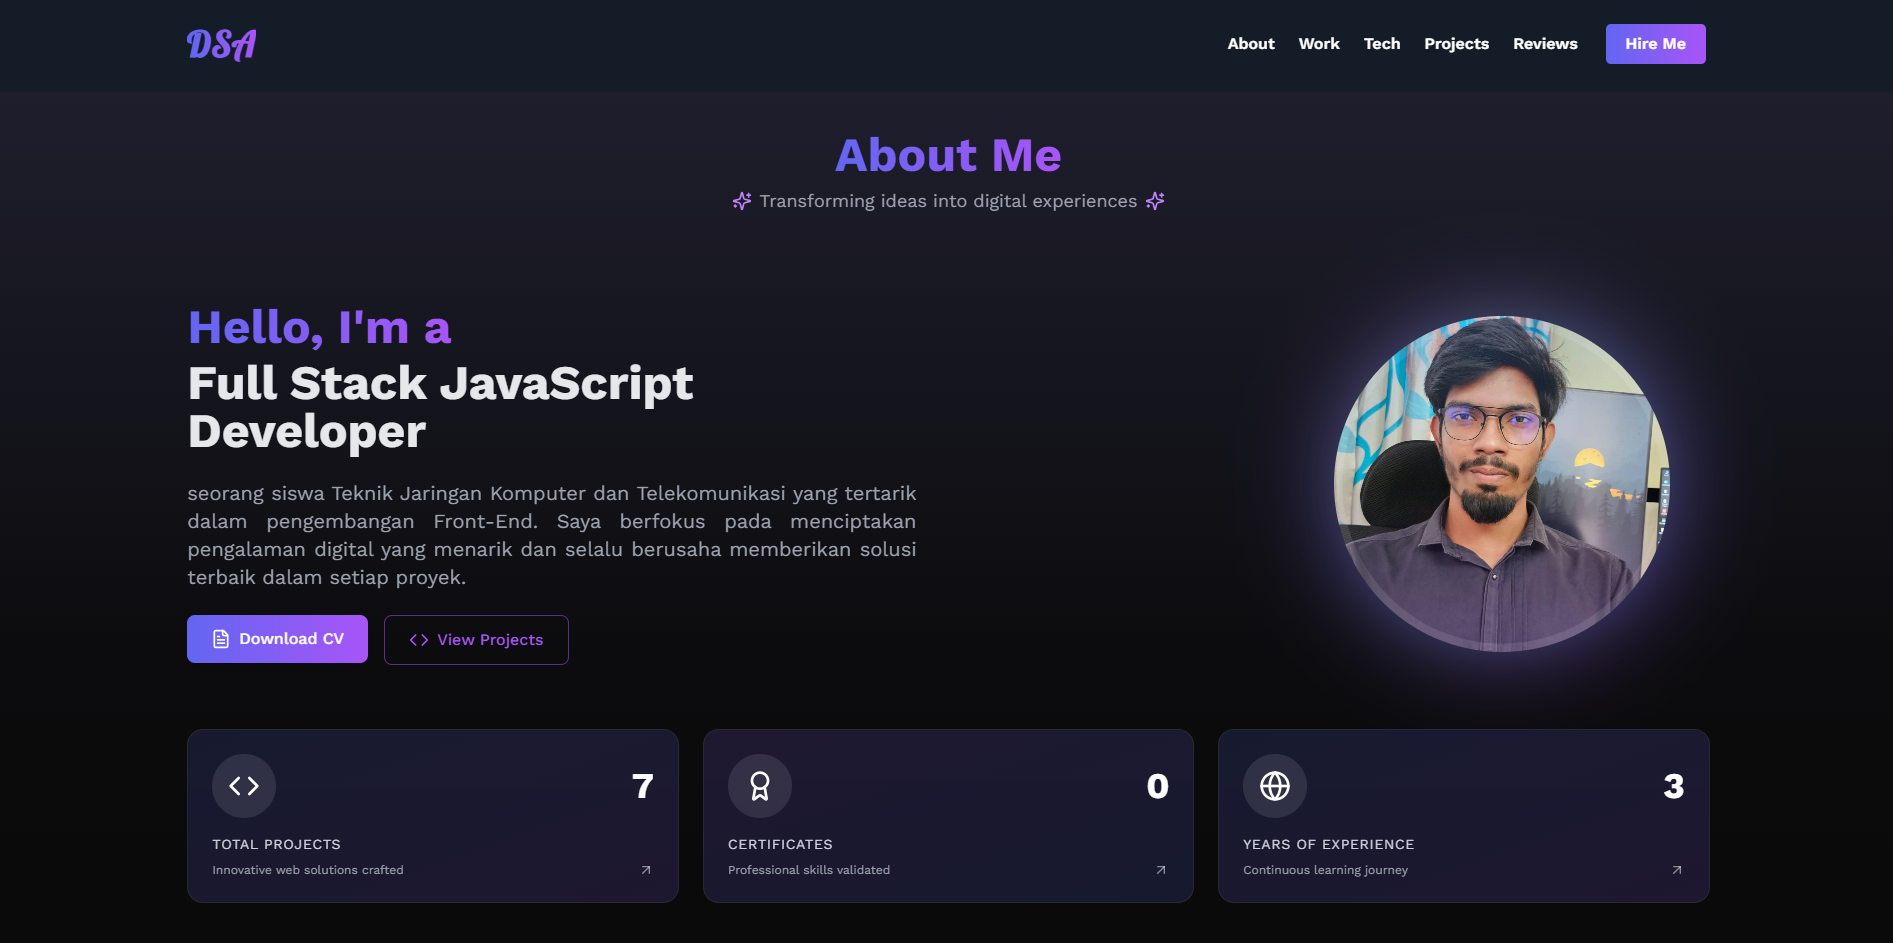 DSA
About
Work
Tech
Projects
Reviews
Hire Me
About Me
Transforming ideas into digital experiences
Hello, I'm a
Full Stack JavaScript
Developer
seorang siswa Teknik Jaringan Komputer dan Telekomunikasi yang tertarik
dalam pengembangan Front-End. Saya berfokus pada menciptakan
pengalaman digital yang menarik dan selalu berusaha memberikan solusi
terbaik dalam setiap proyek.
Download CV
View Projects
7
TOTAL PROJECTS
Innovative web solutions crafted
0
CERTIFICATES
Professional skills validated
3
YEARS OF EXPERIENCE
Continuous learning journey